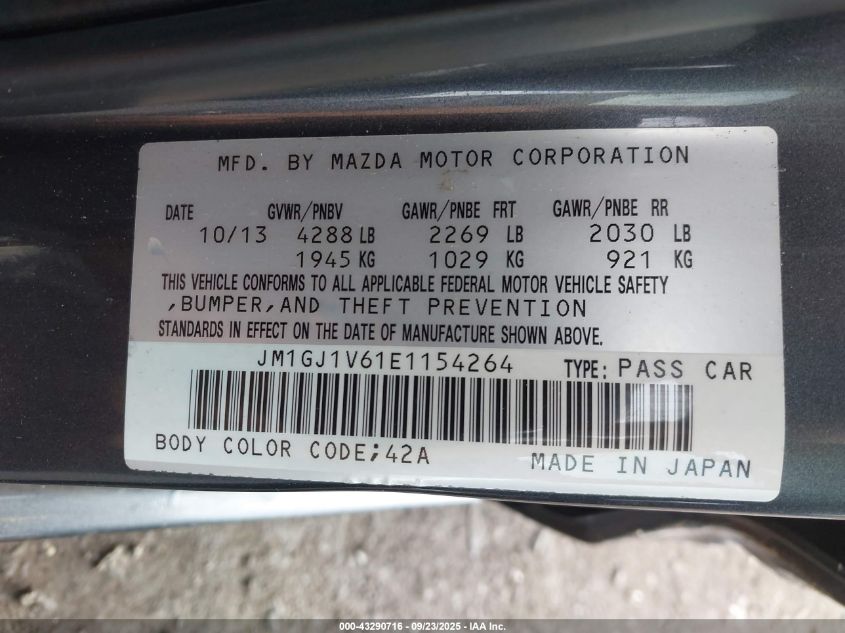 MFD. BY MAZDA MOTOR CORPORATION
DATE GVWR/PNBV GAWR/PNBE FRT GAWR/PNBE RR
10/13 4288 LB 2269 LB 2030 LB
1945 KG 1029 KG 921 KG
THIS VEHICLE CONFORMS TO ALL APPLICABLE FEDERAL MOTOR VEHICLE SAFETY
,BUMPER,AND THEFT PREVENTION
STANDARDS IN EFFECT ON THE DATE OF MANUFACTURE SHOWN ABOVE.
JM1GJ1V61E1154264 TYPE: PASS CAR
BODY COLOR CODE;42A MADE IN JAPAN
000-43290716 - 09/23/2025 - IAA Inc.